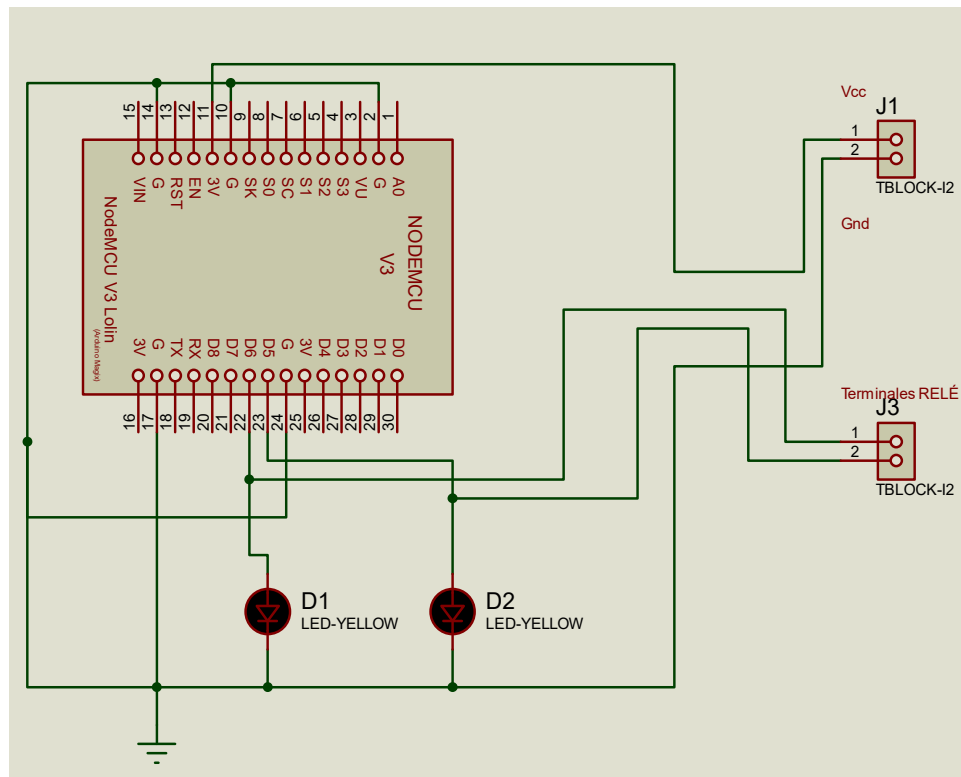 Vcc
J1
1
2
TBLOCK-I2
Gnd
15
14
13
12
11
10
9
8
7
6
5
4
3
2
1
VIN
G
RST
EN
3V
G
SK
S0
SC
S1
S2
S3
VU
G
A0
NodeMCU V3 Lolin
(Arduino Magix)
NODEMCU
V3
3V
G
TX
RX
D8
D7
D6
D5
G
3V
D4
D3
D2
D1
D0
16
17
18
19
20
21
22
23
24
25
26
27
28
29
30
Terminales RELÉ
J3
1
2
TBLOCK-I2
D1
LED-YELLOW
D2
LED-YELLOW